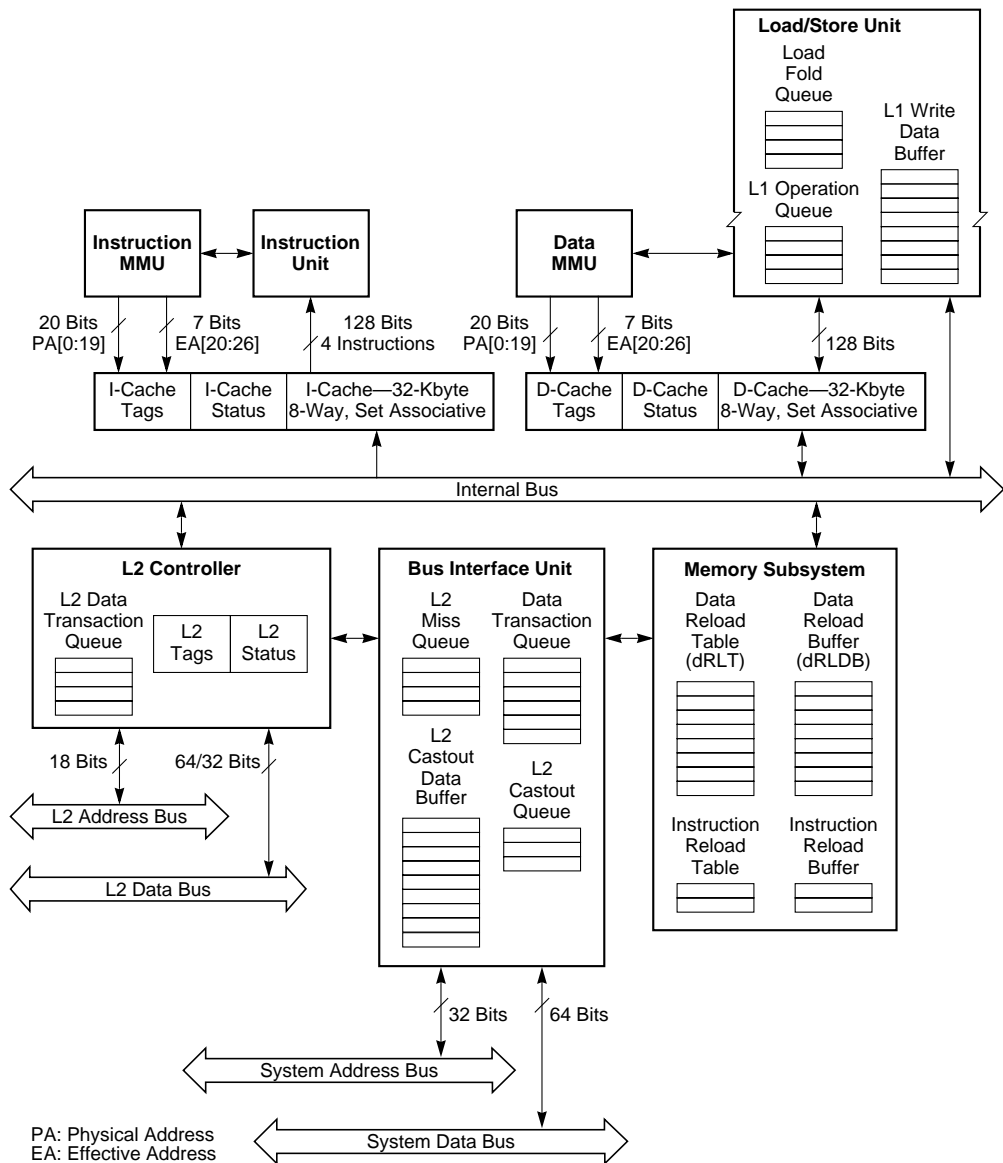 Load/Store Unit
Load
Fold
Queue
L1 Write
Data
Buffer
L1 Operation
Queue
Instruction
MMU
Instruction
Unit
Data
MMU
20 Bits
PA[0:19]
7 Bits
EA[20:26]
128 Bits
4 Instructions
20 Bits
PA[0:19]
7 Bits
EA[20:26]
128 Bits
I-Cache
Tags
I-Cache
Status
I-Cache—32-Kbyte
8-Way, Set Associative
D-Cache
Tags
D-Cache
Status
D-Cache—32-Kbyte
8-Way, Set Associative
Internal Bus
L2 Controller
L2 Data
Transaction
Queue
L2
Tags
L2
Status
Bus Interface Unit
L2
Miss
Queue
Data
Transaction
Queue
L2
Castout
Data
Buffer
L2
Castout
Queue
Memory Subsystem
Data
Reload
Table
(dRLT)
Data
Reload
Buffer
(dRLDB)
Instruction
Reload
Table
Instruction
Reload
Buffer
18 Bits
64/32 Bits
L2 Address Bus
L2 Data Bus
32 Bits
64 Bits
System Address Bus
System Data Bus
PA: Physical Address
EA: Effective Address